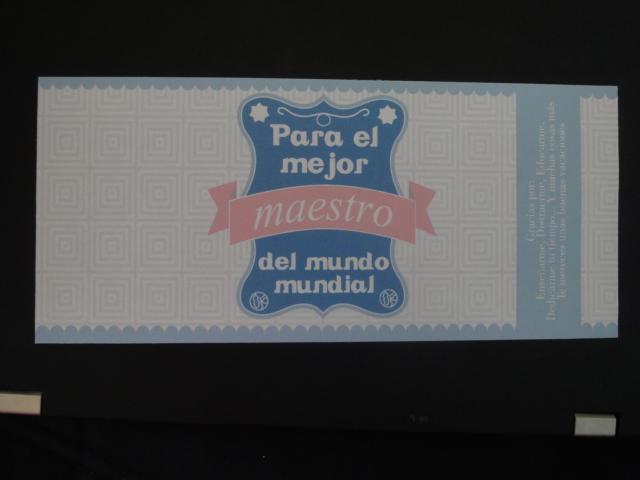 Para el
mejor
maestro
del mundo
mundial
Gracias por:
Enseñarme, Distraerme, Educarme,
Dedicarme tu tiempo... Y muchas cosas más
Te mereces unas buenas vacaciones